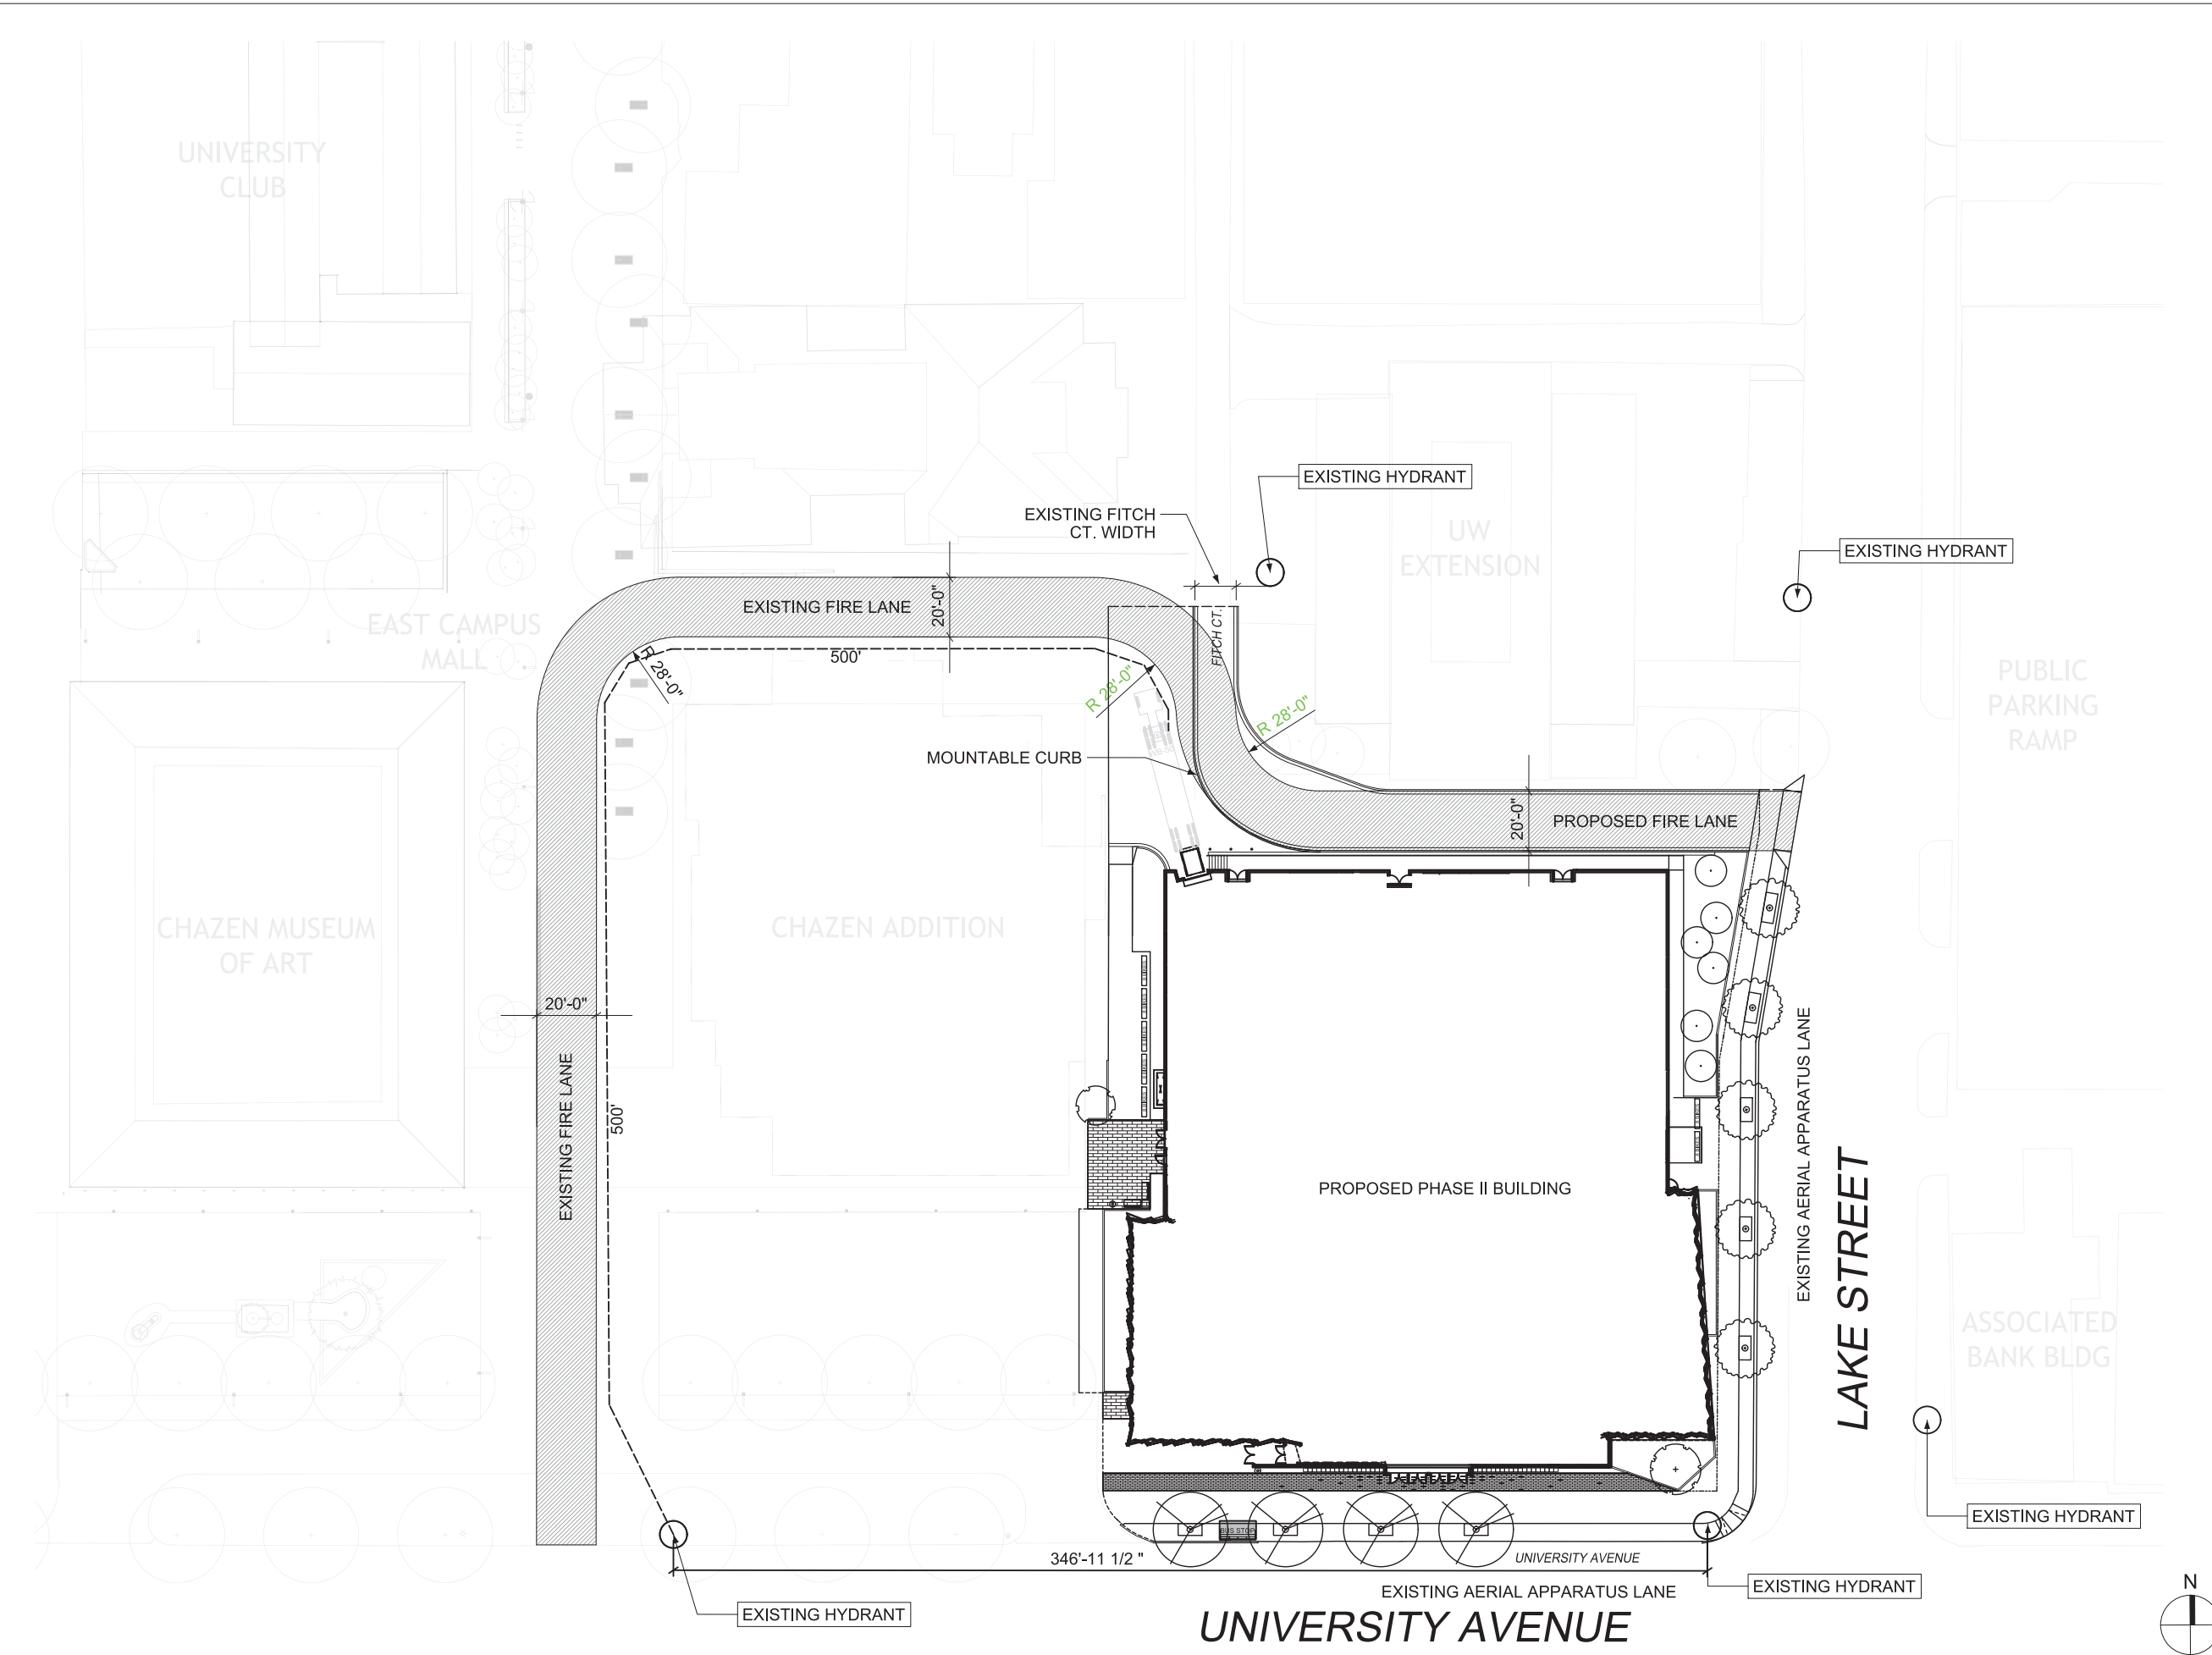 UNIVERSITY
CLUB
EXISTING HYDRANT
EXISTING FITCH
CT. WIDTH
UW
EXTENSION
EXISTING HYDRANT
EXISTING FIRE LANE
20'-0"
FITCH CT.
EAST CAMPUS
MALL
500'
R 28'-0"
R 28'-0"
R 28'-0"
PUBLIC
PARKING
RAMP
MOUNTABLE CURB
20'-0"
PROPOSED FIRE LANE
CHAZEN MUSEUM
OF ART
CHAZEN ADDITION
20'-0"
EXISTING FIRE LANE
500'
EXISTING AERIAL APPARATUS LANE
LAKE STREET
PROPOSED PHASE II BUILDING
ASSOCIATED
BANK BLDG
EXISTING HYDRANT
BUS STOP
346'-11 1/2 "
UNIVERSITY AVENUE
EXISTING AERIAL APPARATUS LANE
EXISTING HYDRANT
EXISTING HYDRANT
UNIVERSITY AVENUE
N